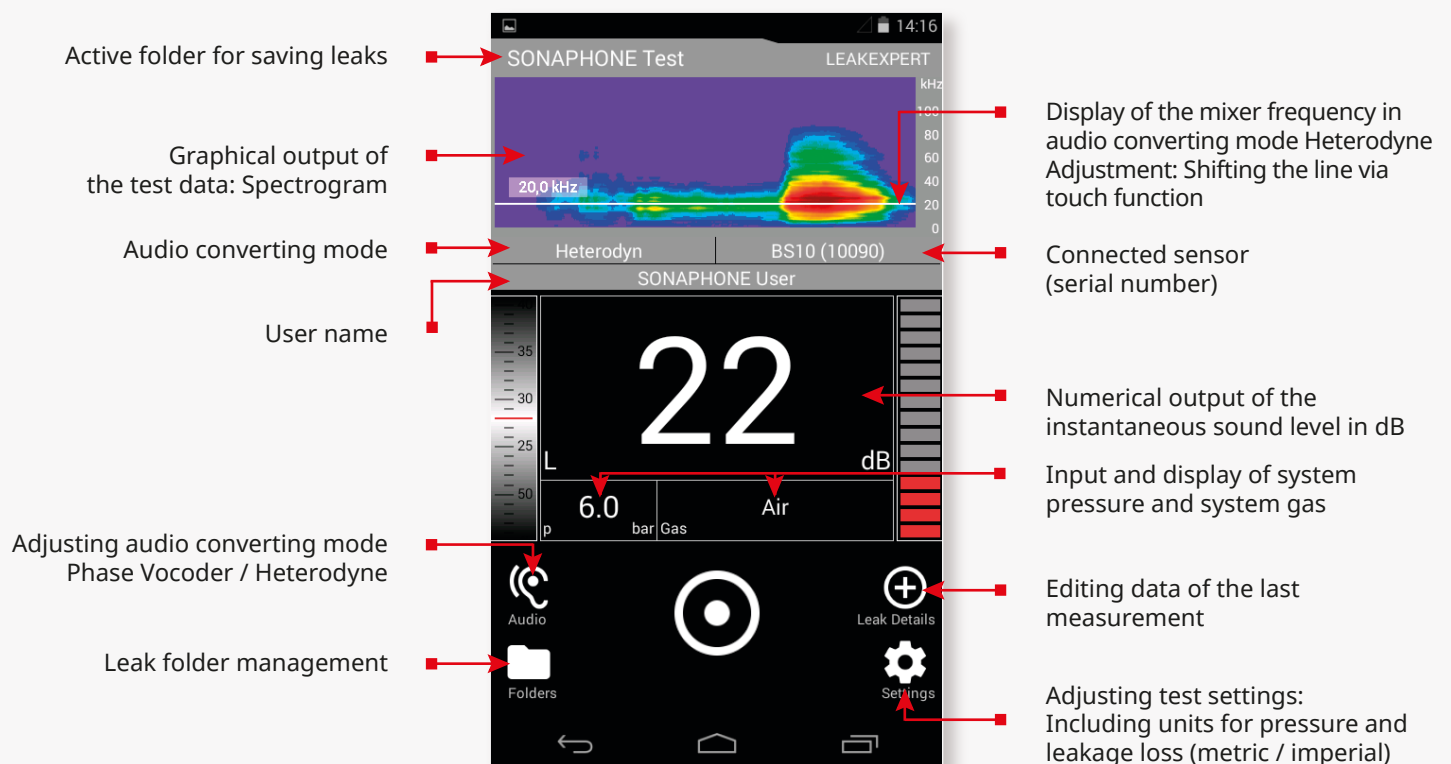 14:16
Active folder for saving leaks
SONAPHONE Test
LEAKEXPERT
kHz
100
80
60
40
20
0
20,0 kHz
Graphical output of
the test data: Spectrogram
Display of the mixer frequency in
audio converting mode Heterodyne
Adjustment: Shifting the line via
touch function
Audio converting mode
Heterodyn
BS10 (10090)
Connected sensor
(serial number)
SONAPHONE User
User name
35
30
25
50
22
L
dB
Numerical output of the
instantaneous sound level in dB
6.0
p
bar
Gas
Air
Input and display of system
pressure and system gas
Adjusting audio converting mode
Phase Vocoder / Heterodyne
Audio
Leak Details
Editing data of the last
measurement
Leak folder management
Folders
Settings
Adjusting test settings:
Including units for pressure and
leakage loss (metric / imperial)